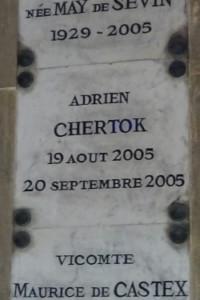 NÉE MAY DE SEVIN
1929 - 2005
ADRIEN
CHERTOK
19 AOUT 2005
20 SEPTEMBRE 2005
VICOMTE
MAURICE DE CASTEX